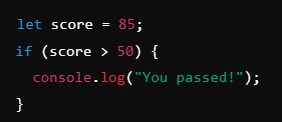 let score = 85;
if (score > 50) {
  console.log("You passed!");
}